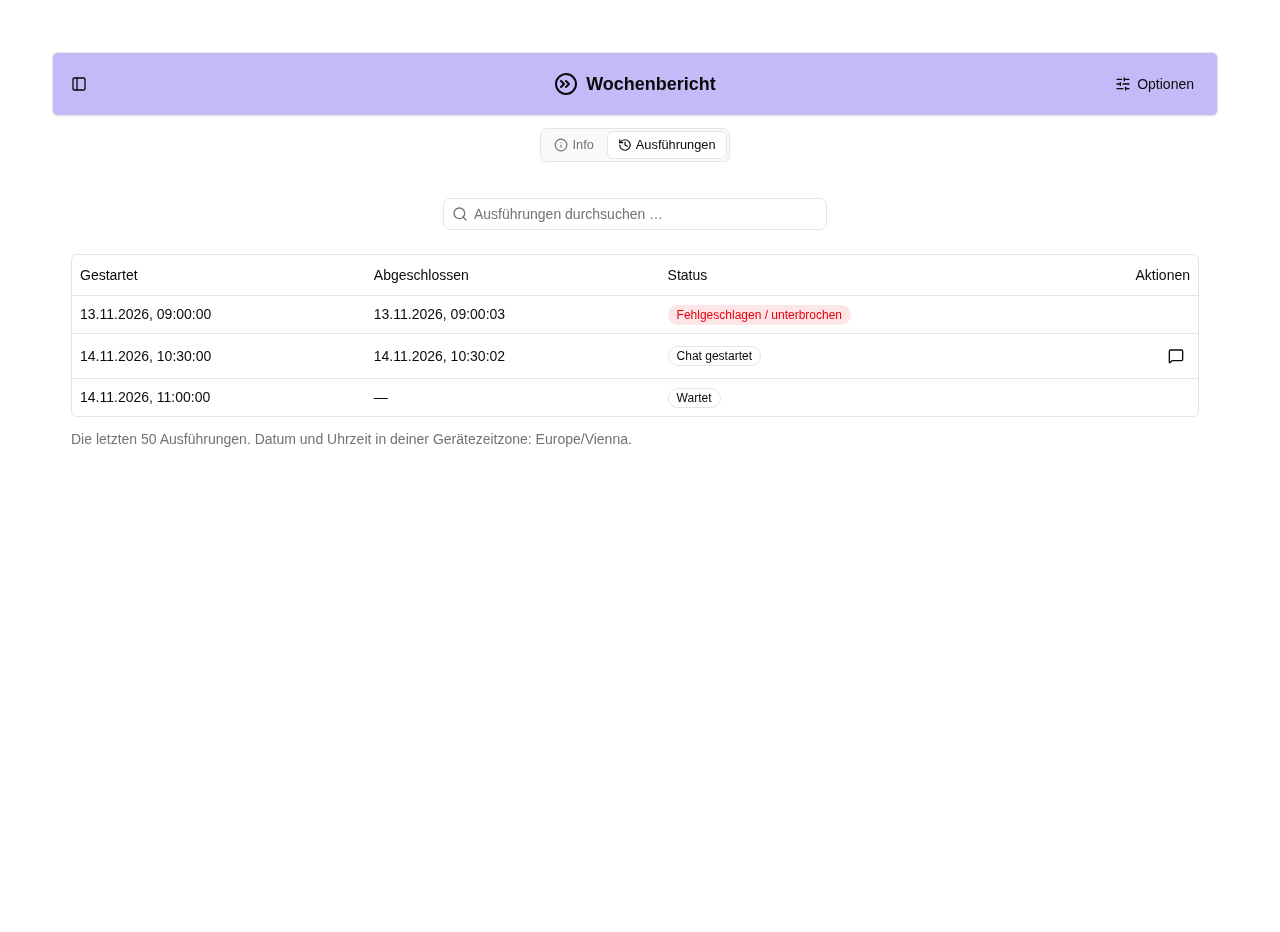 Wochenbericht
Optionen
Info
Ausführungen
Ausführungen durchsuchen …
Gestartet Abgeschlossen Status Aktionen
13.11.2026, 09:00:00 13.11.2026, 09:00:03 Fehlgeschlagen / unterbrochen
14.11.2026, 10:30:00 14.11.2026, 10:30:02 Chat gestartet
14.11.2026, 11:00:00 — Wartet
Die letzten 50 Ausführungen. Datum und Uhrzeit in deiner Gerätezeitzone: Europe/Vienna.